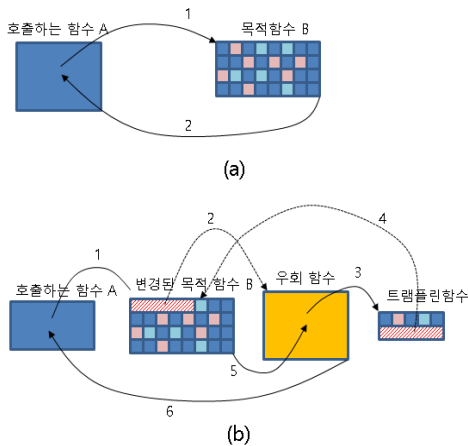 호출하는 함수 A
1
목적함수 B
2
(a)
4
2
1
변경된 목적 함수 B
우회 함수
3
호출하는 함수 A
트램플린함수
5
6
(b)